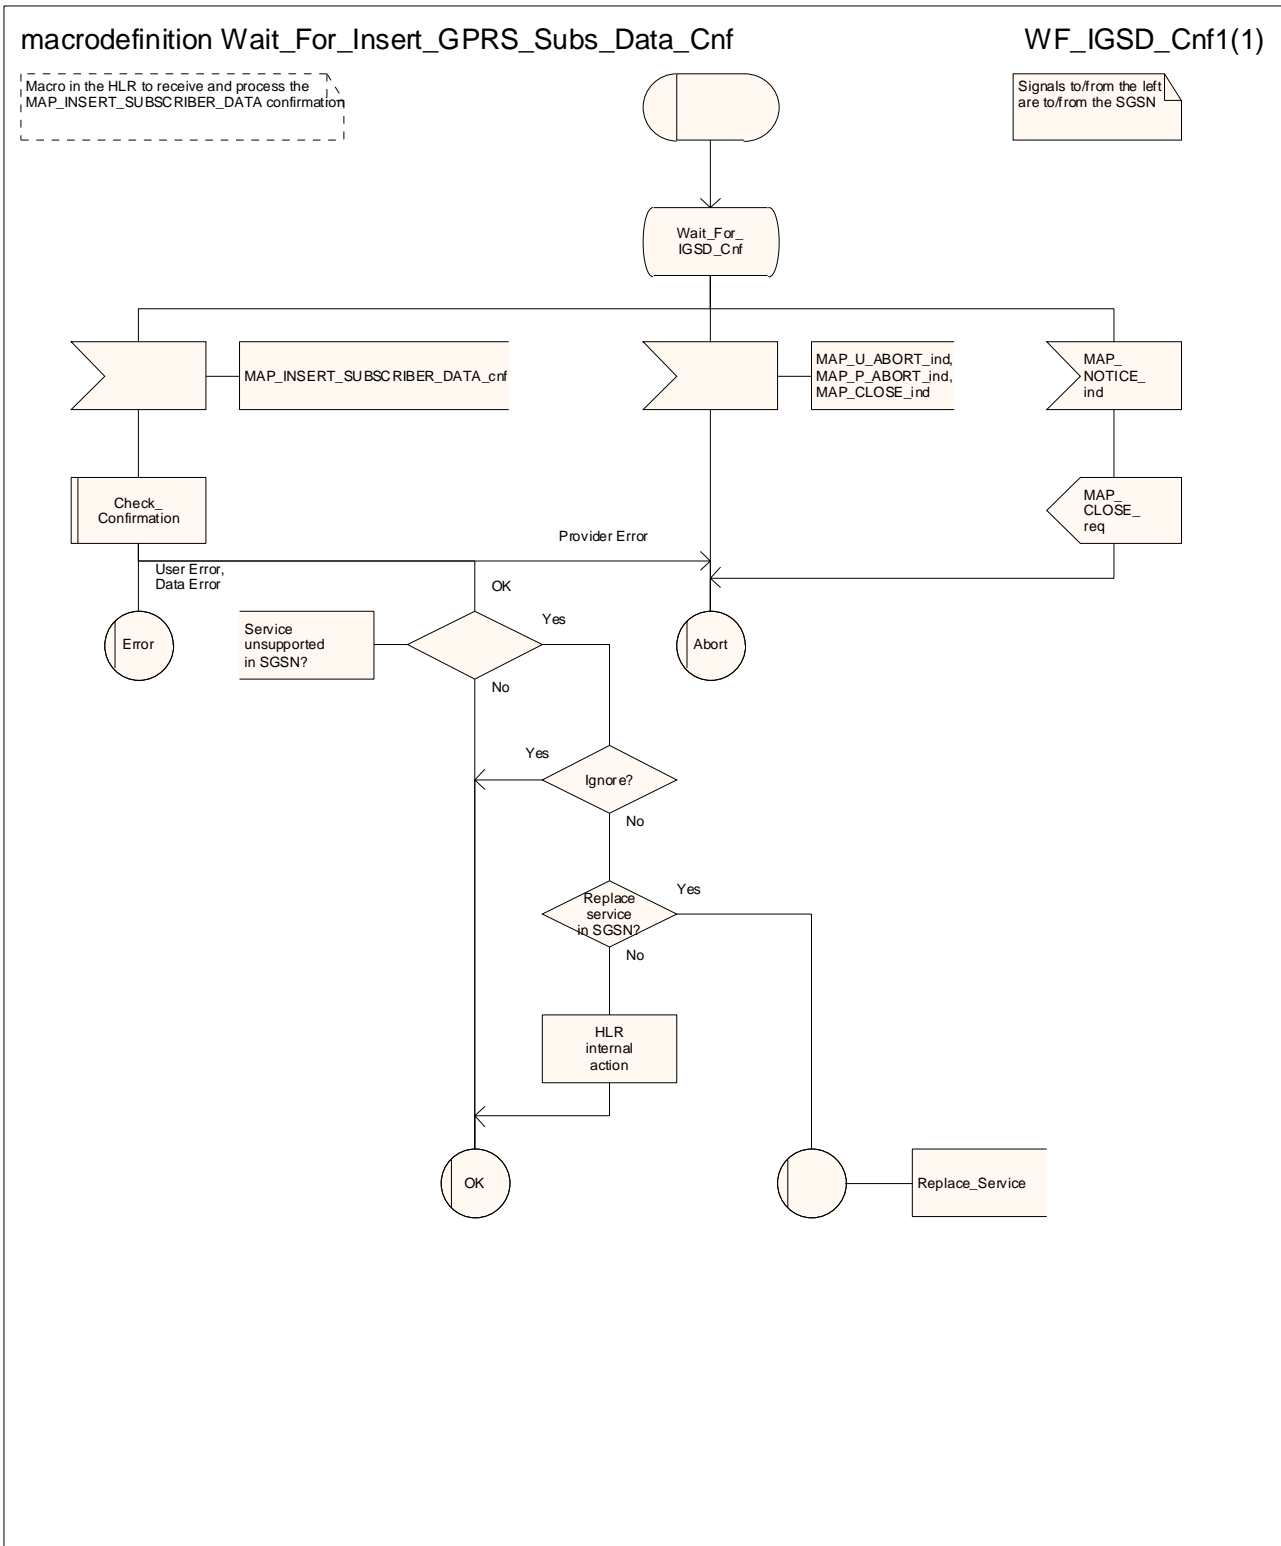 macrodefinition Wait_For_Insert_GPRS_Subs_Data_Cnf
WF_IGSD_Cnf1(1)
Macro in the HLR to receive and process the
MAP_INSERT_SUBSCRIBER_DATA confirmation
Signals to/from the left
are to/from the SGSN
Wait_For_
IGSD_Cnf
MAP_INSERT_SUBSCRIBER_DATA_cnf
MAP_U_ABORT_ind,
MAP_P_ABORT_ind,
MAP_CLOSE_ind
MAP_
NOTICE_
ind
Check_
Confirmation
MAP_
CLOSE_
req
Provider Error
User Error,
Data Error
OK
Error
Service
unsupported
in SGSN?
Yes
No
Abort
Yes
Ignore?
No
Replace
service
in SGSN?
Yes
No
HLR
internal
action
OK
Replace_Service